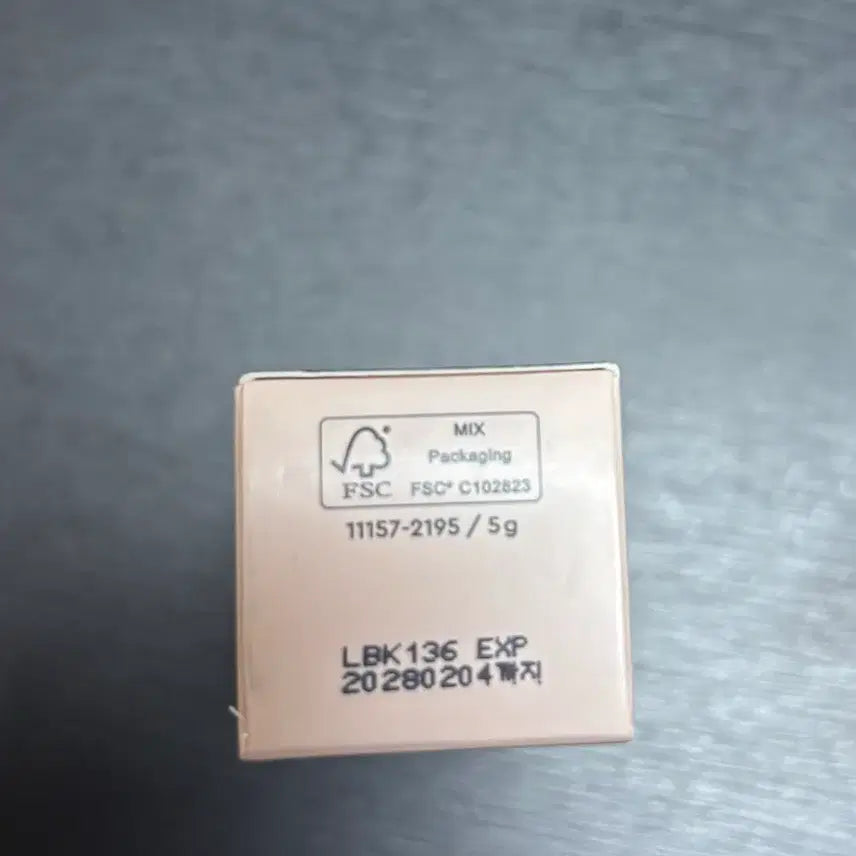 MIX
Packaging
FSC
FSC® C102823
11157-2195 / 5g
LBK136 EXP
20280204까지